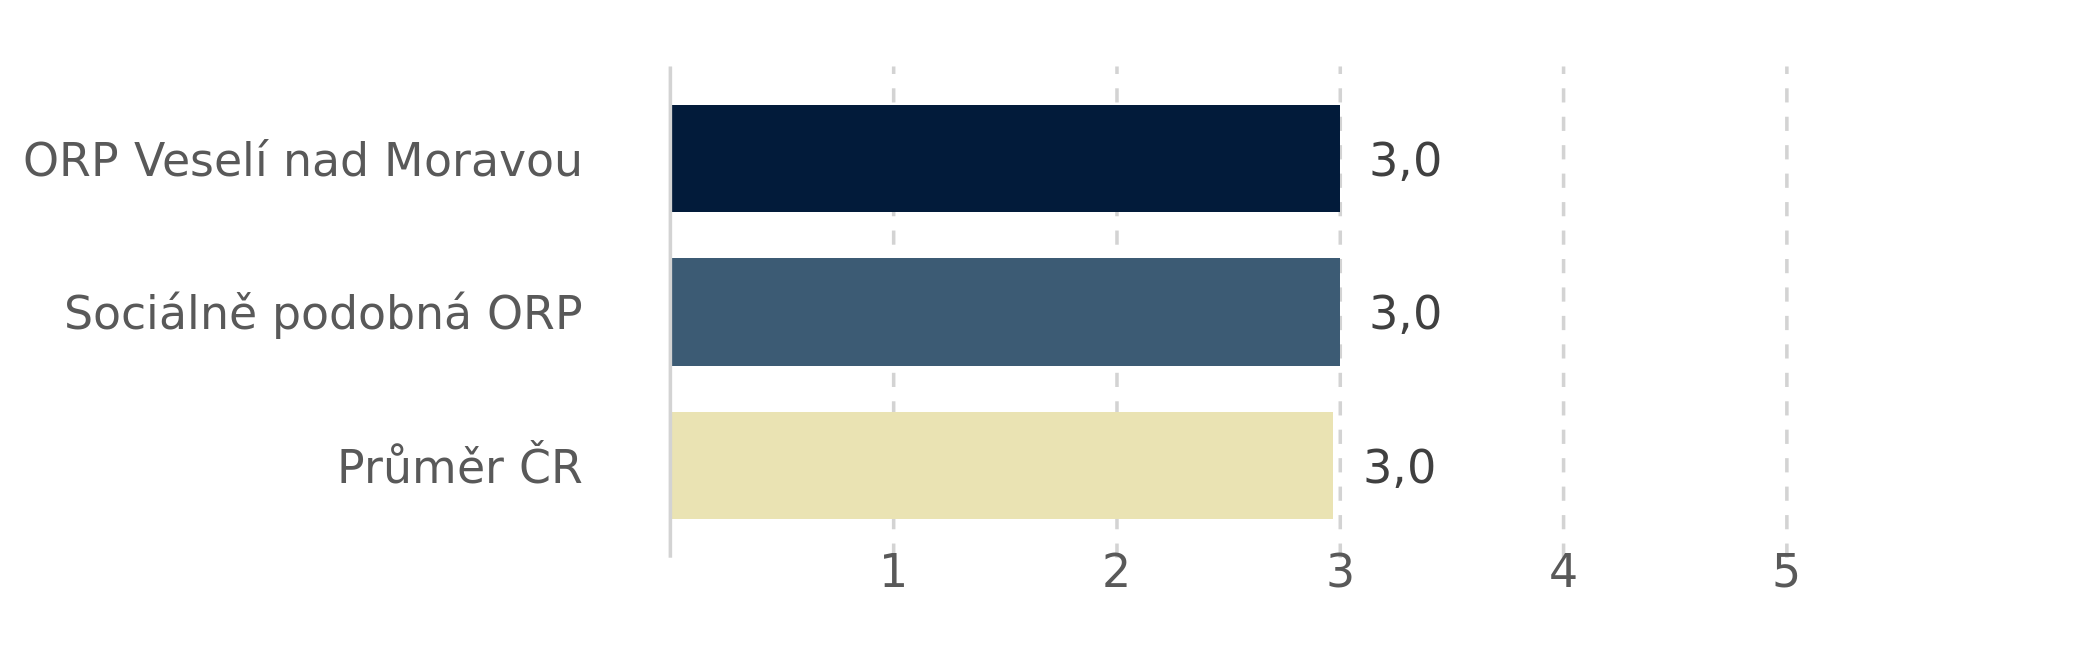 ORP Veselí nad Moravou 3,0
Sociálně podobná ORP 3,0
Průměr ČR 3,0
1 2 3 4 5